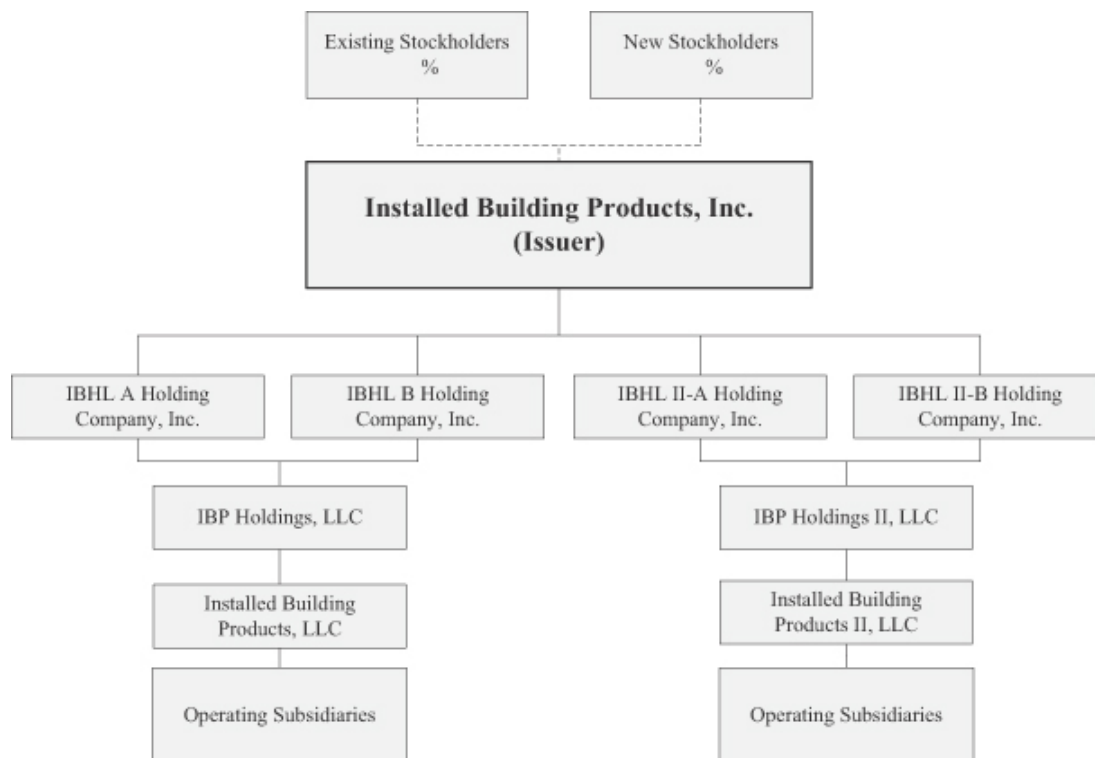 Existing Stockholders
%
New Stockholders
%
Installed Building Products, Inc.
(Issuer)
IBHL A Holding
Company, Inc.
IBHL B Holding
Company, Inc.
IBHL II-A Holding
Company, Inc.
IBHL II-B Holding
Company, Inc.
IBP Holdings, LLC
IBP Holdings II, LLC
Installed Building
Products, LLC
Installed Building
Products II, LLC
Operating Subsidiaries
Operating Subsidiaries